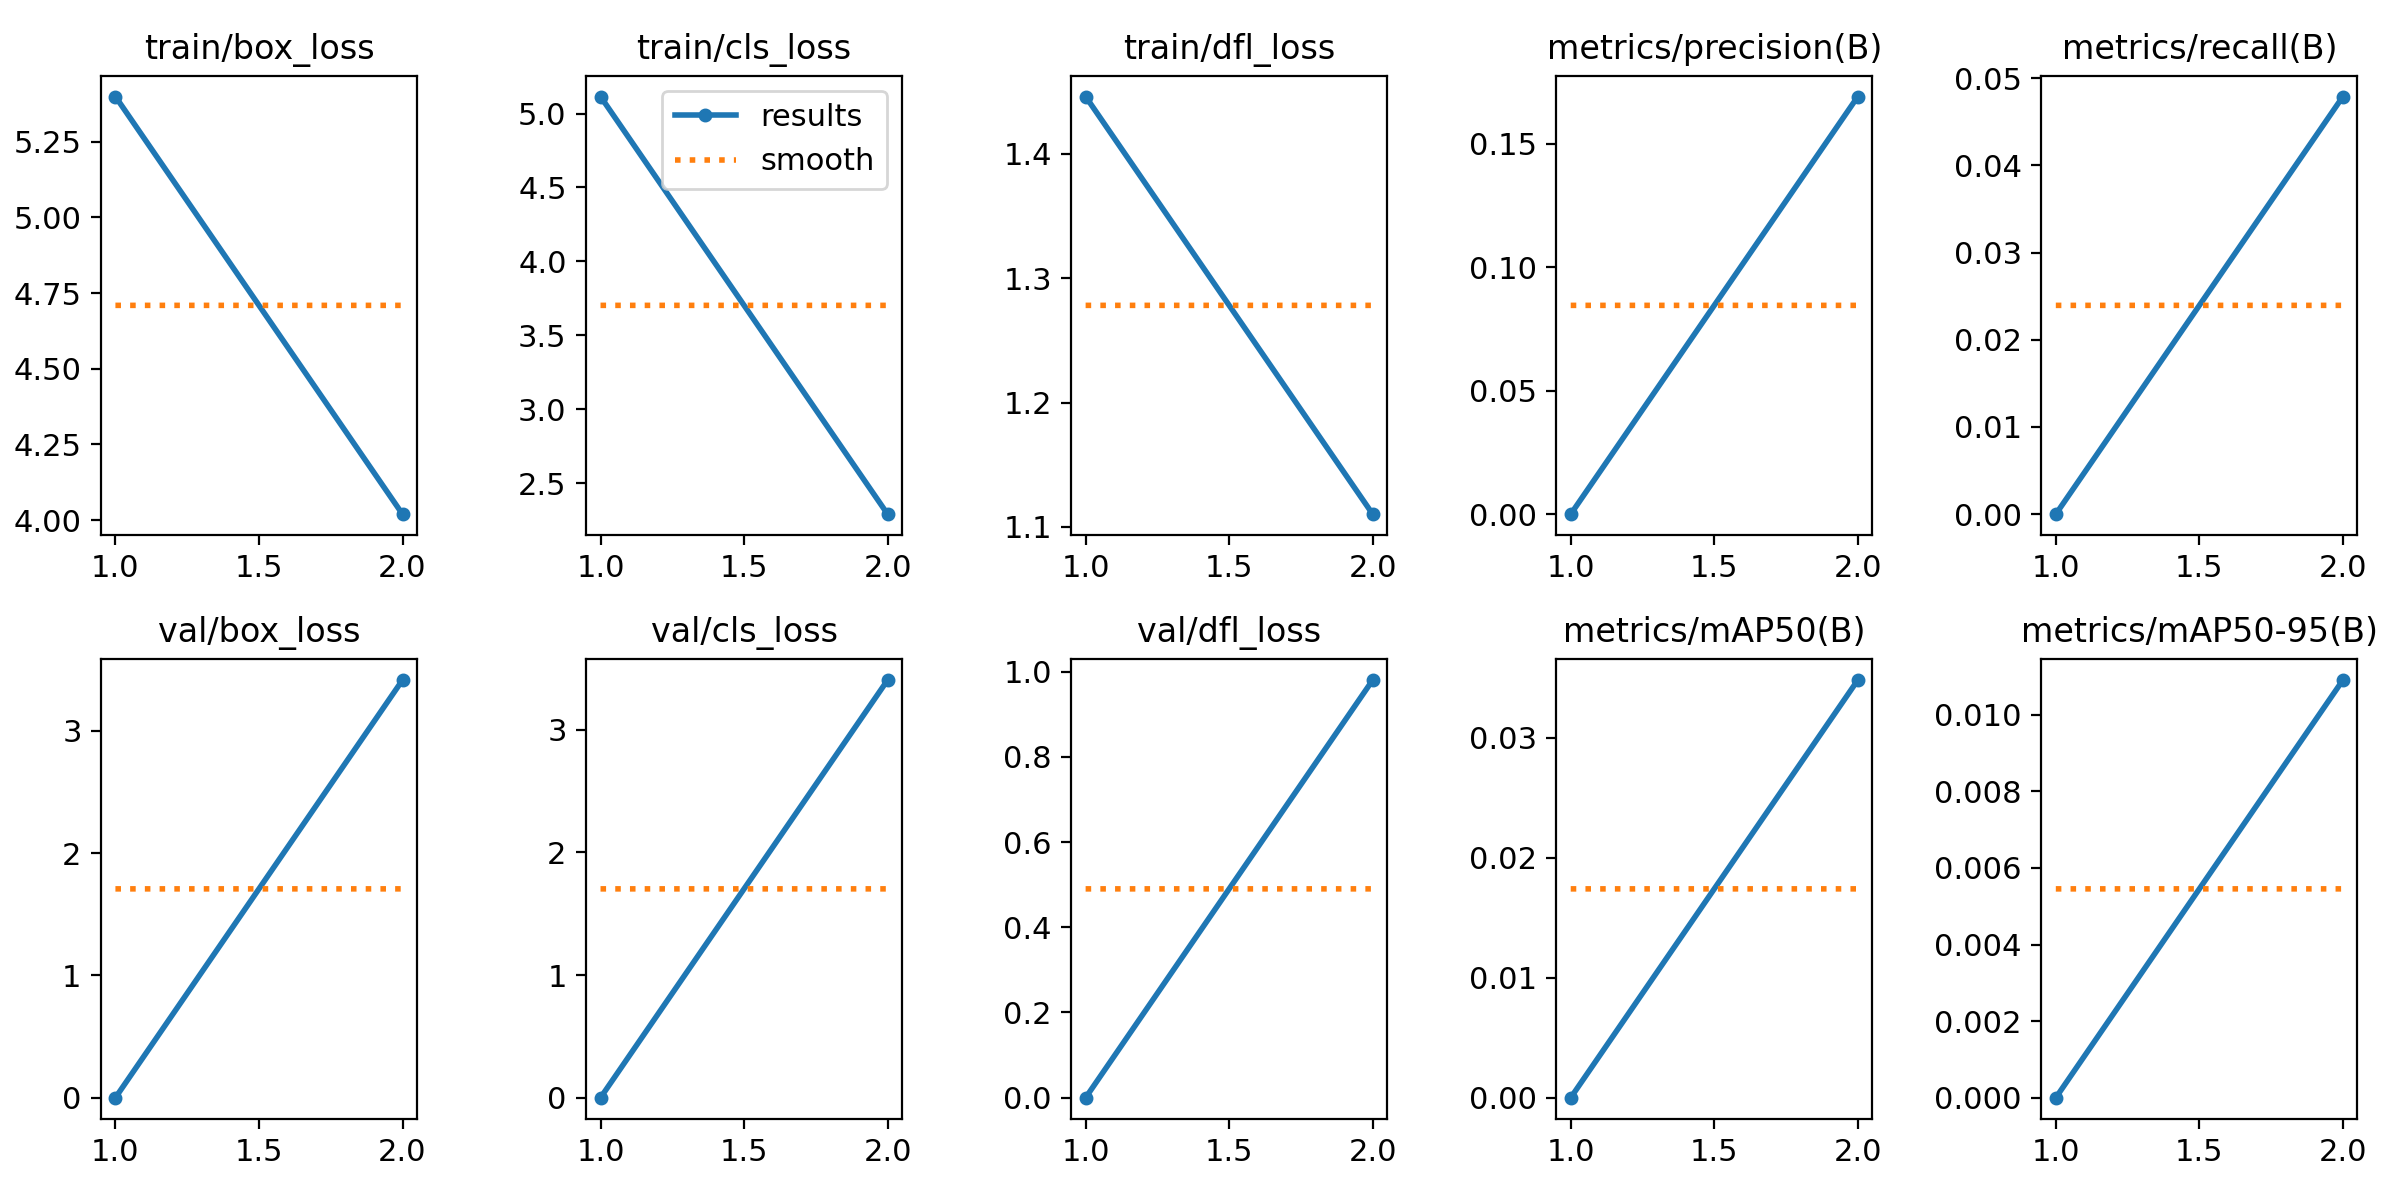 train/box_loss
5.25
5.00
4.75
4.50
4.25
4.00
1.0 1.5 2.0
train/cls_loss
results
smooth
5.0
4.5
4.0
3.5
3.0
2.5
1.0 1.5 2.0
train/dfl_loss
1.4
1.3
1.2
1.1
1.0 1.5 2.0
metrics/precision(B)
0.15
0.10
0.05
0.00
1.0 1.5 2.0
metrics/recall(B)
0.05
0.04
0.03
0.02
0.01
0.00
1.0 1.5 2.0
val/box_loss
3
2
1
0
1.0 1.5 2.0
val/cls_loss
3
2
1
0
1.0 1.5 2.0
val/dfl_loss
1.0
0.8
0.6
0.4
0.2
0.0
1.0 1.5 2.0
metrics/mAP50(B)
0.03
0.02
0.01
0.00
1.0 1.5 2.0
metrics/mAP50-95(B)
0.010
0.008
0.006
0.004
0.002
0.000
1.0 1.5 2.0